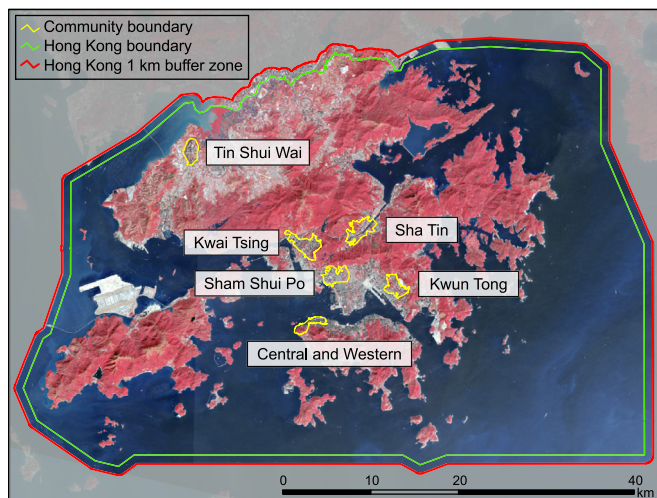 Community boundary
Hong Kong boundary
Hong Kong 1 km buffer zone
Tin Shui Wai
Kwai Tsing
Sha Tin
Sham Shui Po
Kwun Tong
Central and Western
0 10 20 40
km